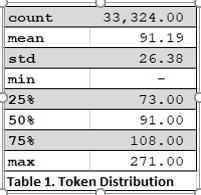 count 33,324.00
mean 91.19
std 26.38
min -
25% 73.00
50% 91.00
75% 108.00
max 271.00
Table 1. Token Distribution